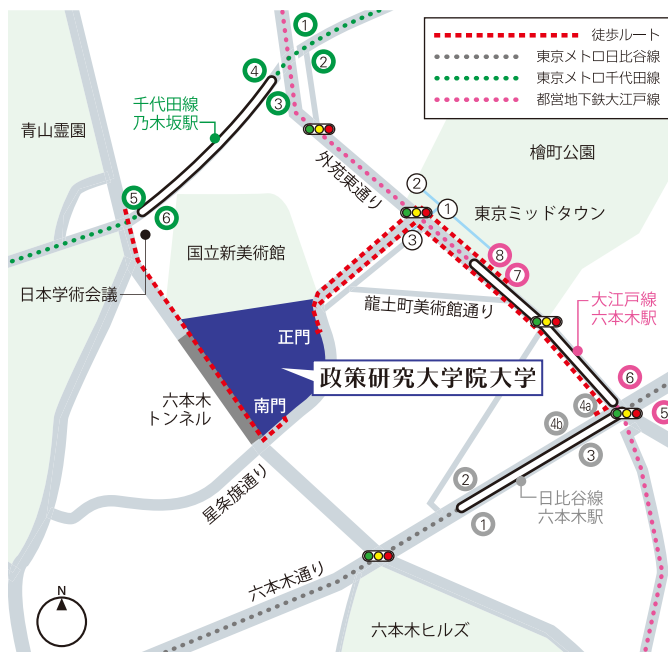 徒歩ルート
東京メトロ日比谷線
東京メトロ千代田線
都営地下鉄大江戸線
①
②
④
③
千代田線
乃木坂駅
青山霊園
外苑東通り
檜町公園
②
①
③
東京ミッドタウン
⑤
⑥
国立新美術館
⑧
⑦
日本学術会議
龍土町美術館通り
大江戸線
六本木駅
正門
政策研究大学院大学
六本木
トンネル
南門
⑥
⑤
4a
4b
③
②
①
日比谷線
六本木駅
星条旗通り
六本木通り
六本木ヒルズ
N